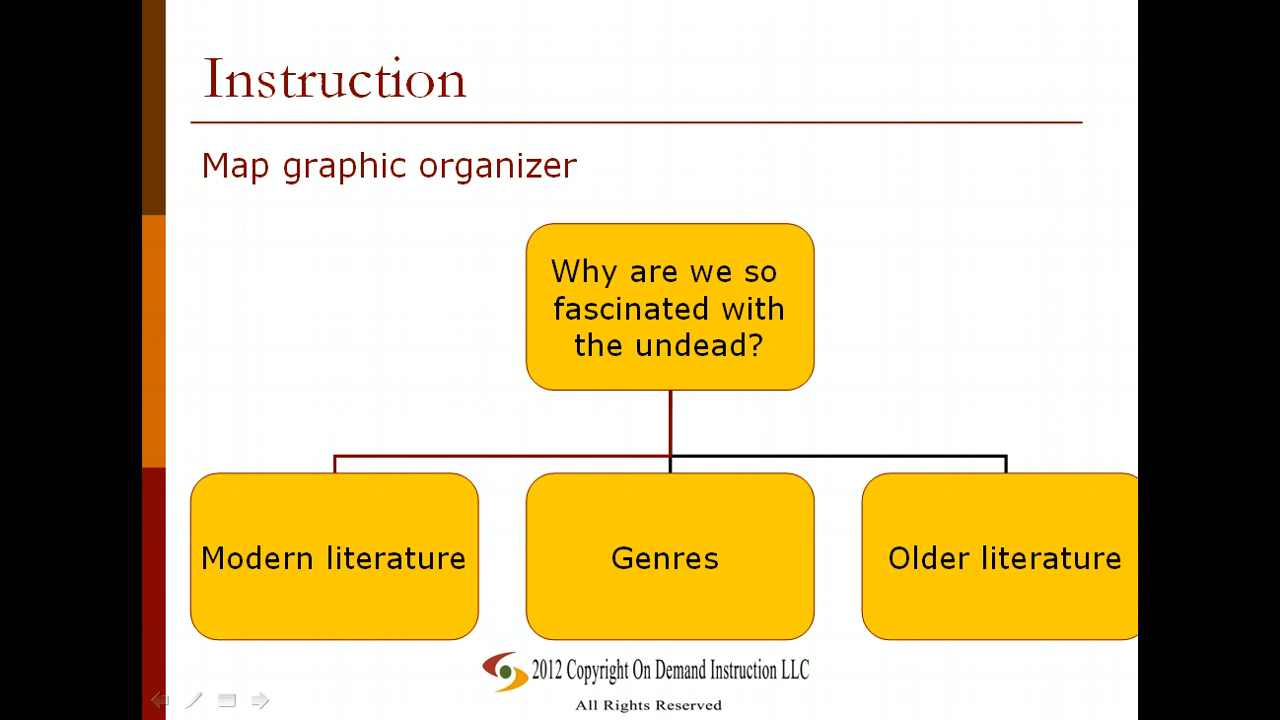 Instruction
Map graphic organizer
Why are we so
fascinated with
the undead?
Modern literature
Genres
Older literature
2012 Copyright On Demand Instruction LLC
All Rights Reserved